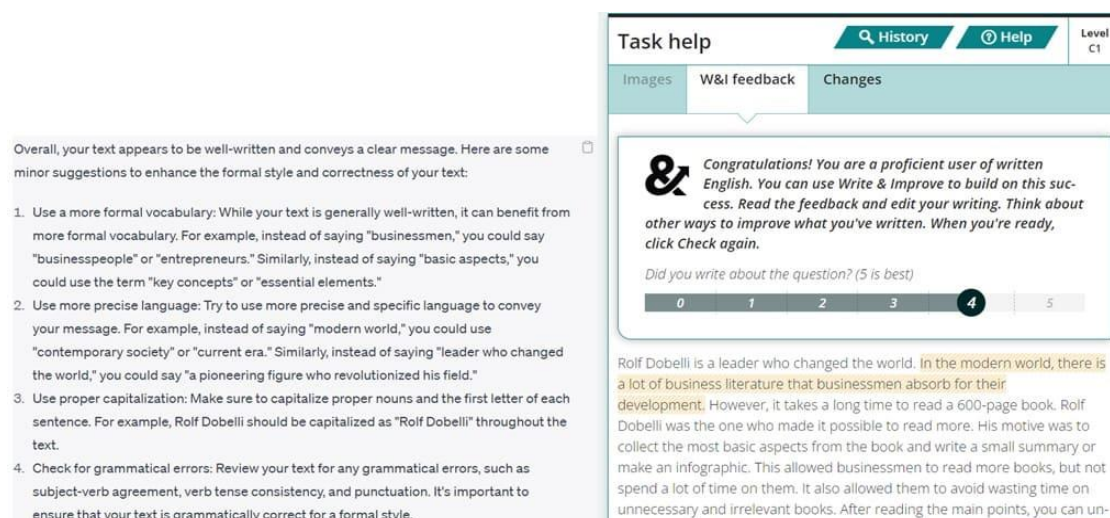 Overall, your text appears to be well-written and conveys a clear message. Here are some
minor suggestions to enhance the formal style and correctness of your text:
1. Use a more formal vocabulary: While your text is generally well-written, it can benefit from
more formal vocabulary. For example, instead of saying "businessmen," you could say
"businesspeople" or "entrepreneurs." Similarly, instead of saying "basic aspects," you
could use the term "key concepts" or "essential elements."
2. Use more precise language: Try to use more precise and specific language to convey
your message. For example, instead of saying "modern world," you could use
"contemporary society" or "current era." Similarly, instead of saying "leader who changed
the world," you could say "a pioneering figure who revolutionized his field."
3. Use proper capitalization: Make sure to capitalize proper nouns and the first letter of each
sentence. For example, Rolf Dobelli should be capitalized as "Rolf Dobelli" throughout the
text.
4. Check for grammatical errors: Review your text for any grammatical errors, such as
subject-verb agreement, verb tense consistency, and punctuation. It's important to
ensure that your text is grammatically correct for a formal style.
Task help
History
Help
Level
C1
Images
W&I feedback
Changes
&
Congratulations! You are a proficient user of written
English. You can use Write & Improve to build on this suc-
cess. Read the feedback and edit your writing. Think about
other ways to improve what you've written. When you're ready,
click Check again.
Did you write about the question? (5 is best)
0 1 2 3 4 5
Rolf Dobelli is a leader who changed the world. In the modern world, there is
a lot of business literature that businessmen absorb for their
development. However, it takes a long time to read a 600-page book. Rolf
Dobelli was the one who made it possible to read more. His motive was to
collect the most basic aspects from the book and write a small summary or
make an infographic. This allowed businessmen to read more books, but not
spend a lot of time on them. It also allowed them to avoid wasting time on
unnecessary and irrelevant books. After reading the main points, you can un-